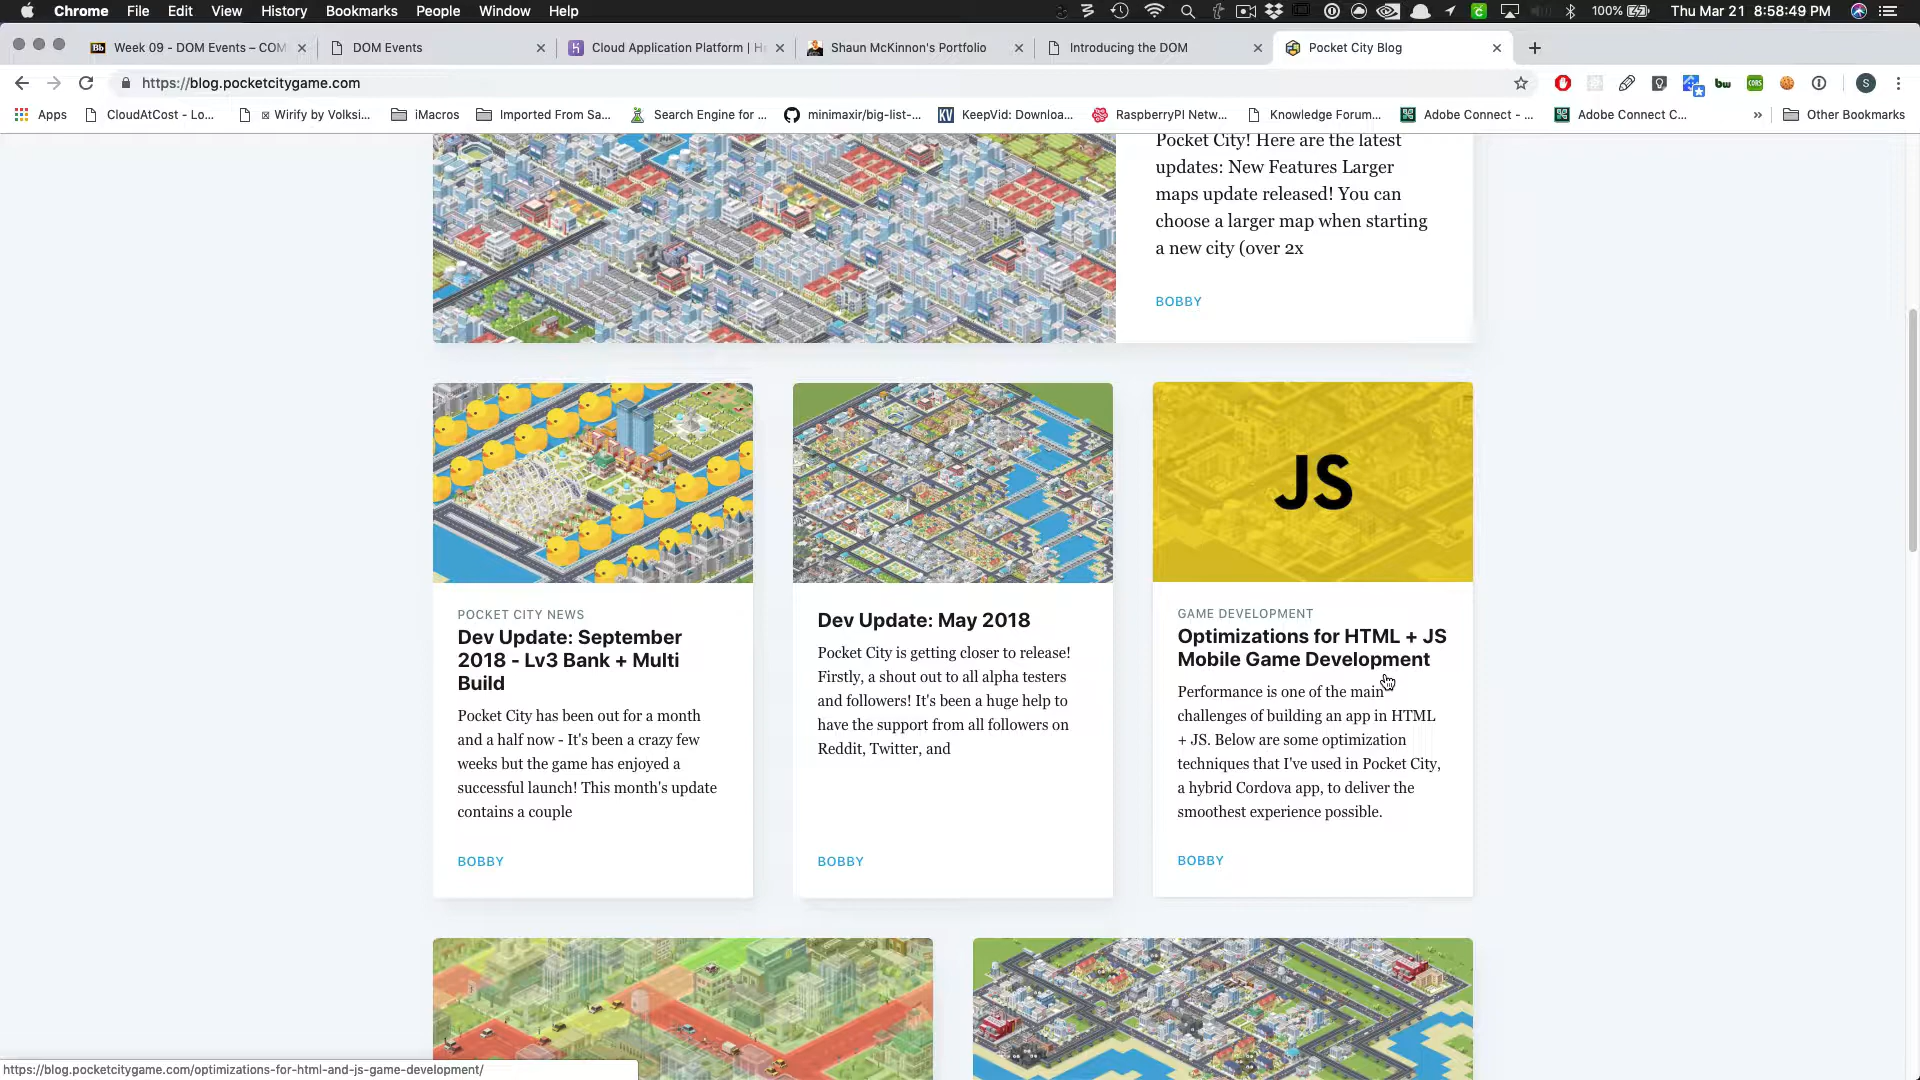 Chrome File Edit View History Bookmarks People Window Help 100% Thu Mar 21 8:58:49 PM
Bb Week 09 - DOM Events – COM
DOM Events
Cloud Application Platform | H
Shaun McKinnon's Portfolio
Introducing the DOM
Pocket City Blog
https://blog.pocketcitygame.com
S
Apps CloudAtCost - Lo... Wirify by Volksi... iMacros Imported From Sa... Search Engine for ... minimaxir/big-list-... KV KeepVid: Downloa... RaspberryPI Netw... Knowledge Forum... Adobe Connect - ... Adobe Connect C... » Other Bookmarks
Pocket City! Here are the latest
updates: New Features Larger
maps update released! You can
choose a larger map when starting
a new city (over 2x
BOBBY
POCKET CITY NEWS
Dev Update: September
2018 - Lv3 Bank + Multi
Build
Pocket City has been out for a month
and a half now - It's been a crazy few
weeks but the game has enjoyed a
successful launch! This month's update
contains a couple
BOBBY
Dev Update: May 2018
Pocket City is getting closer to release!
Firstly, a shout out to all alpha testers
and followers! It's been a huge help to
have the support from all followers on
Reddit, Twitter, and
BOBBY
JS
GAME DEVELOPMENT
Optimizations for HTML + JS
Mobile Game Development
Performance is one of the main
challenges of building an app in HTML
+ JS. Below are some optimization
techniques that I've used in Pocket City,
a hybrid Cordova app, to deliver the
smoothest experience possible.
BOBBY
https://blog.pocketcitygame.com/optimizations-for-html-and-js-game-development/